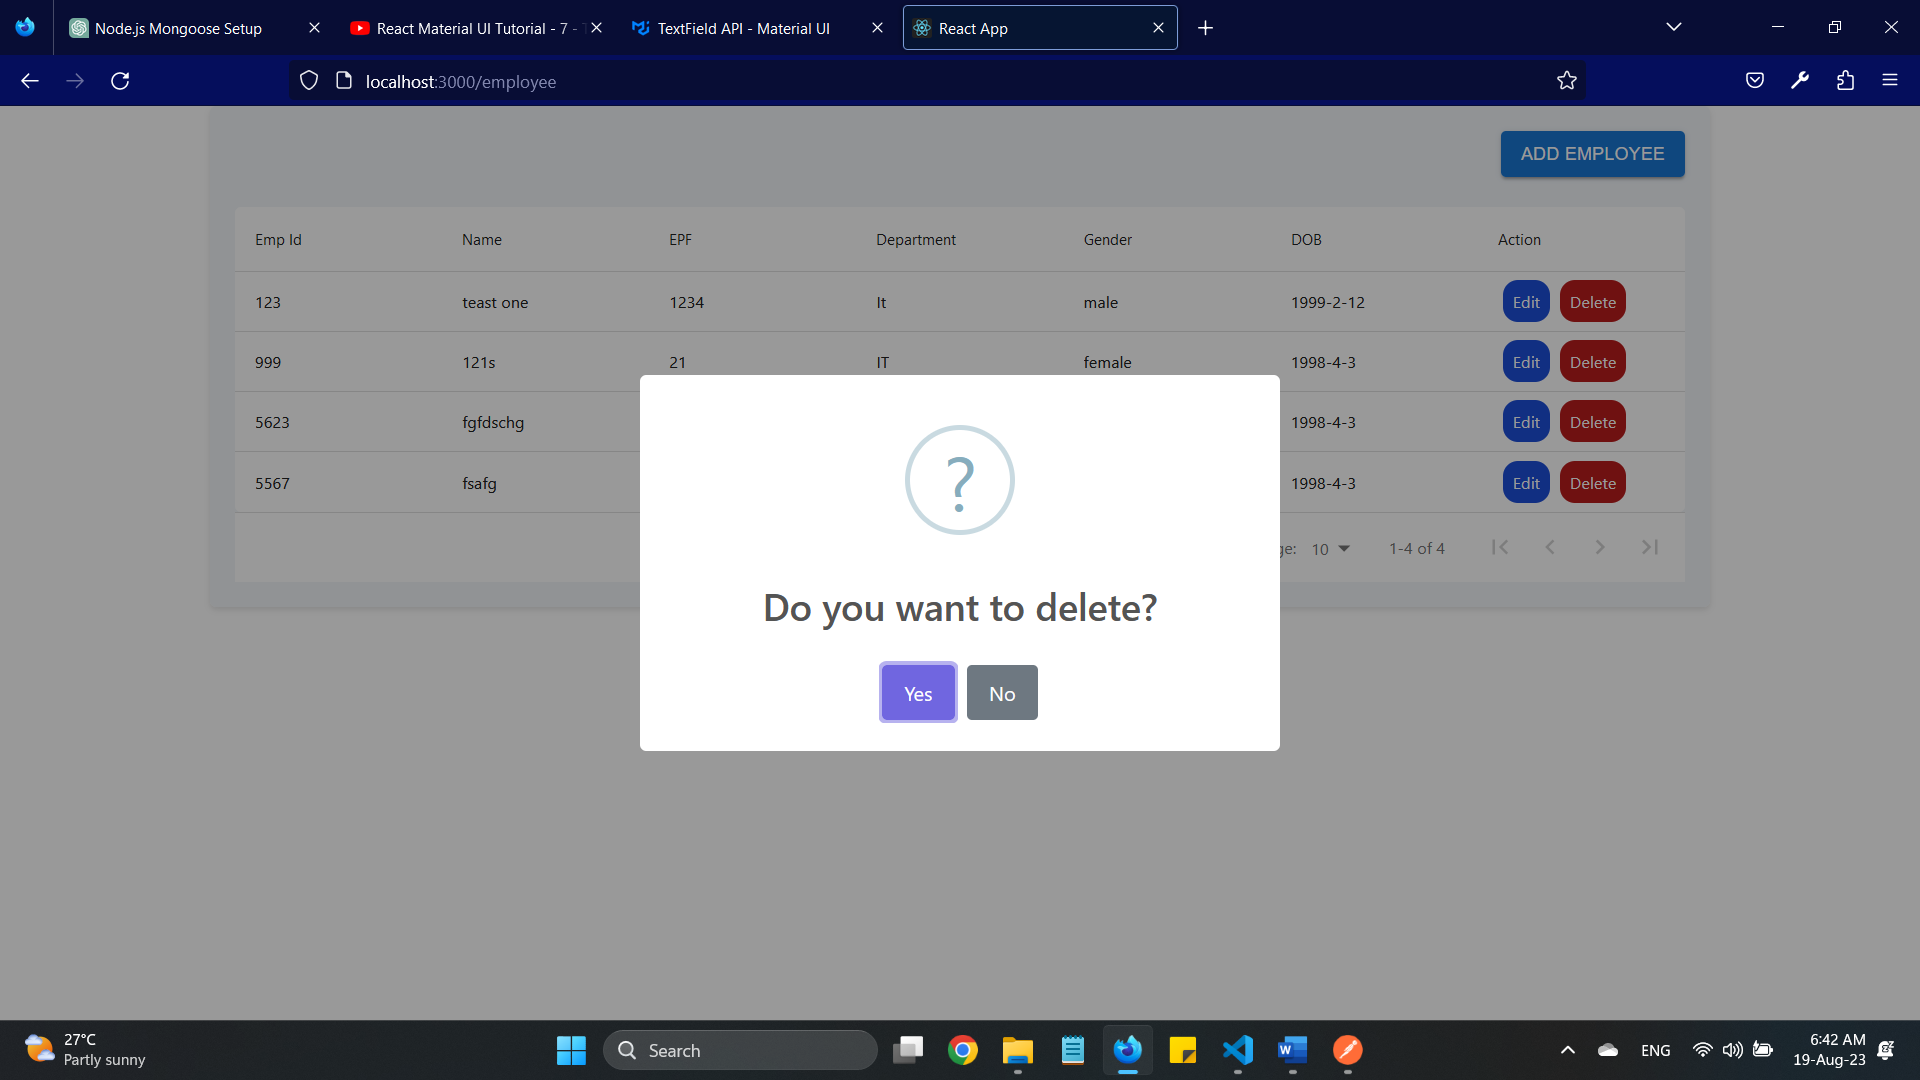 Node.js Mongoose Setup
React Material UI Tutorial - 7 -
TextField API - Material UI
React App
localhost:3000/employee
ADD EMPLOYEE
Emp Id Name EPF Department Gender DOB Action
123 teast one 1234 It male 1999-2-12 Edit Delete
999 121s 21 IT female 1998-4-3 Edit Delete
5623 fgfdschg 1998-4-3 Edit Delete
5567 fsafg 1998-4-3 Edit Delete
10 1-4 of 4
?
Do you want to delete?
Yes No
27°C
Partly sunny
Search
ENG
6:42 AM
19-Aug-23